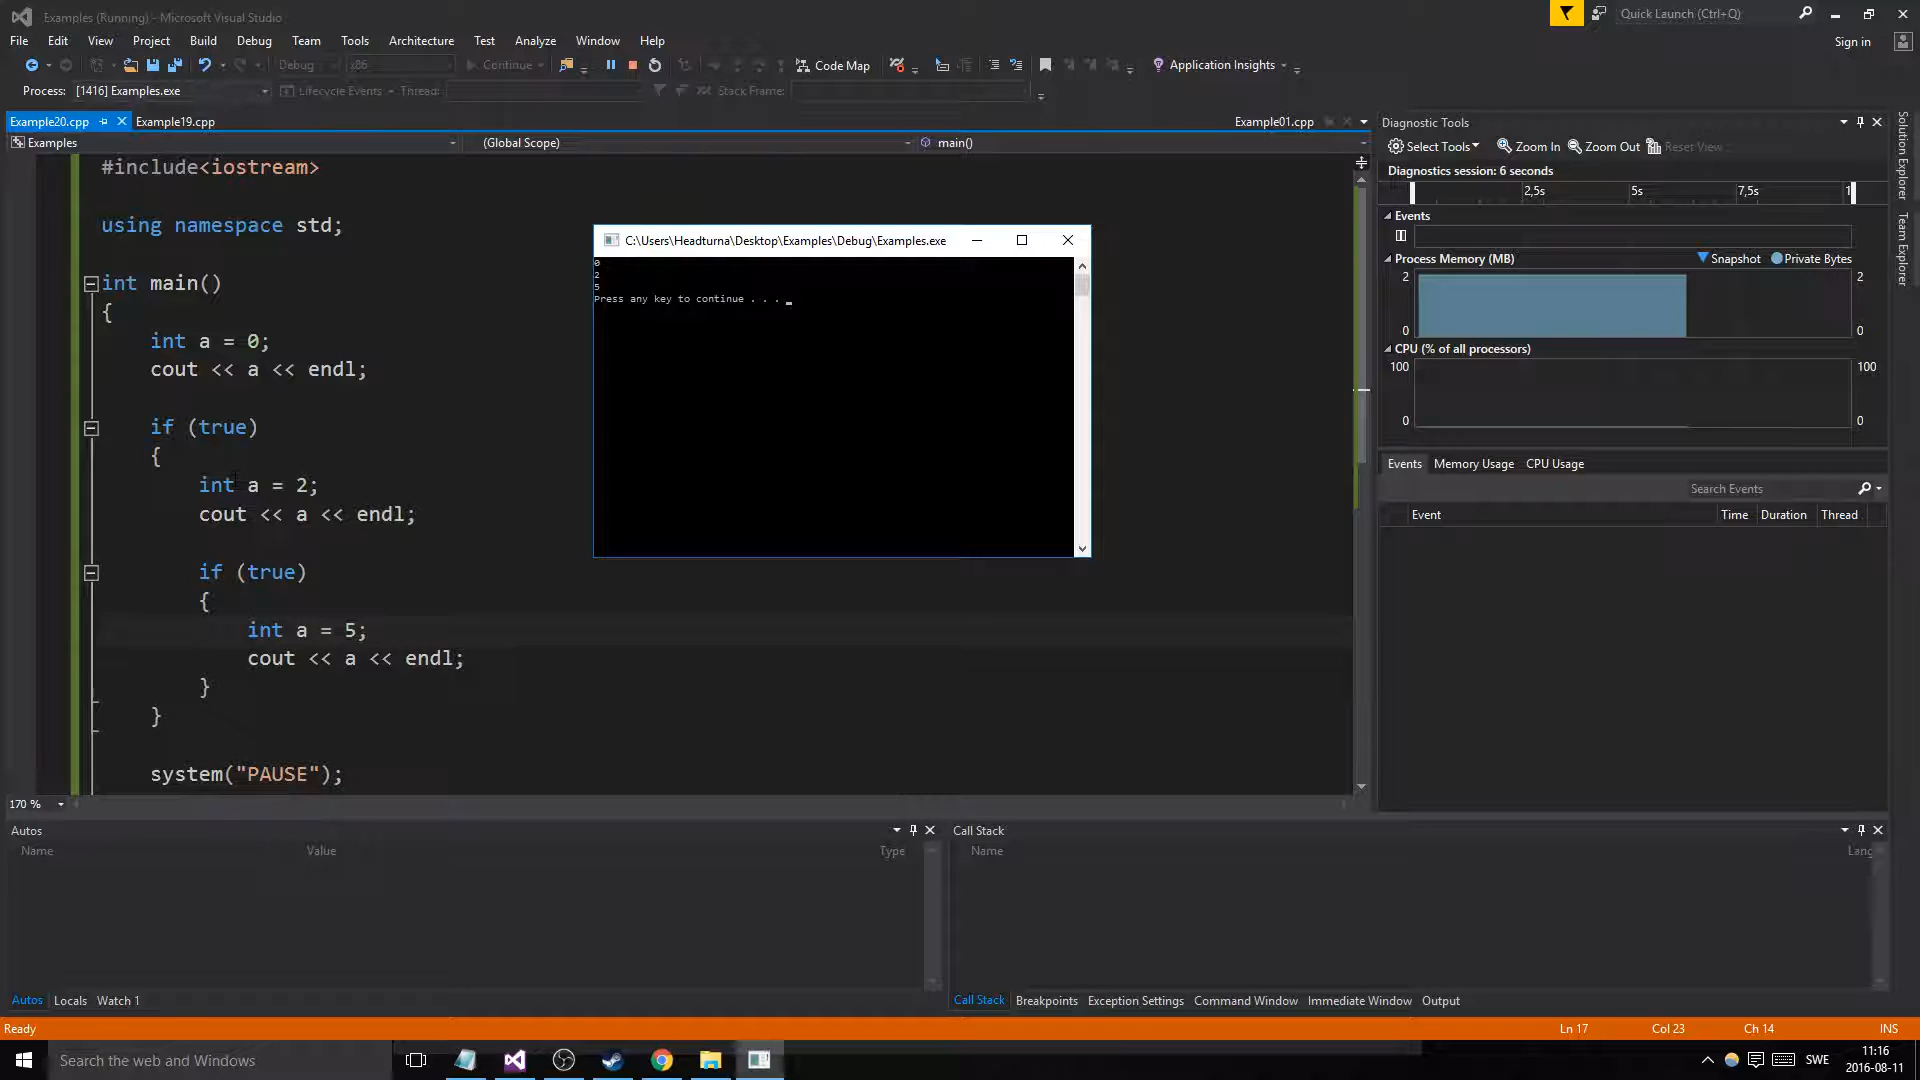 Examples (Running) - Microsoft Visual Studio
Quick Launch (Ctrl+Q)
File Edit View Project Build Debug Team Tools Architecture Test Analyze Window Help
Sign in
Debug x86 Continue Code Map Application Insights
Process: [1416] Examples.exe Lifecycle Events Thread: Stack Frame:
Example20.cpp Example19.cpp Example01.cpp
Examples (Global Scope) main()
#include<iostream>
using namespace std;
int main()
{
int a = 0;
cout << a << endl;
if (true)
{
int a = 2;
cout << a << endl;
if (true)
{
int a = 5;
cout << a << endl;
}
}
system("PAUSE");
170 %
C:\Users\Headturna\Desktop\Examples\Debug\Examples.exe
0
2
5
Press any key to continue . . .
Diagnostic Tools
Select Tools Zoom In Zoom Out Reset View
Diagnostics session: 6 seconds
2,5s 5s 7,5s 1
Events
Process Memory (MB) Snapshot Private Bytes
2 2
0 0
CPU (% of all processors)
100 100
0 0
Events Memory Usage CPU Usage
Search Events
Event Time Duration Thread
Solution Explorer
Team Explorer
Autos
Name Value Type
Autos Locals Watch 1
Call Stack
Name Lang
Call Stack Breakpoints Exception Settings Command Window Immediate Window Output
Ready Ln 17 Col 23 Ch 14 INS
Search the web and Windows
SWE
11:16
2016-08-11